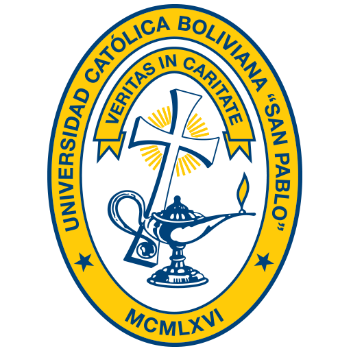 UNIVERSIDAD CATÓLICA BOLIVIANA "SAN PABLO"
VERITAS IN CARITATE
MCMLXVI